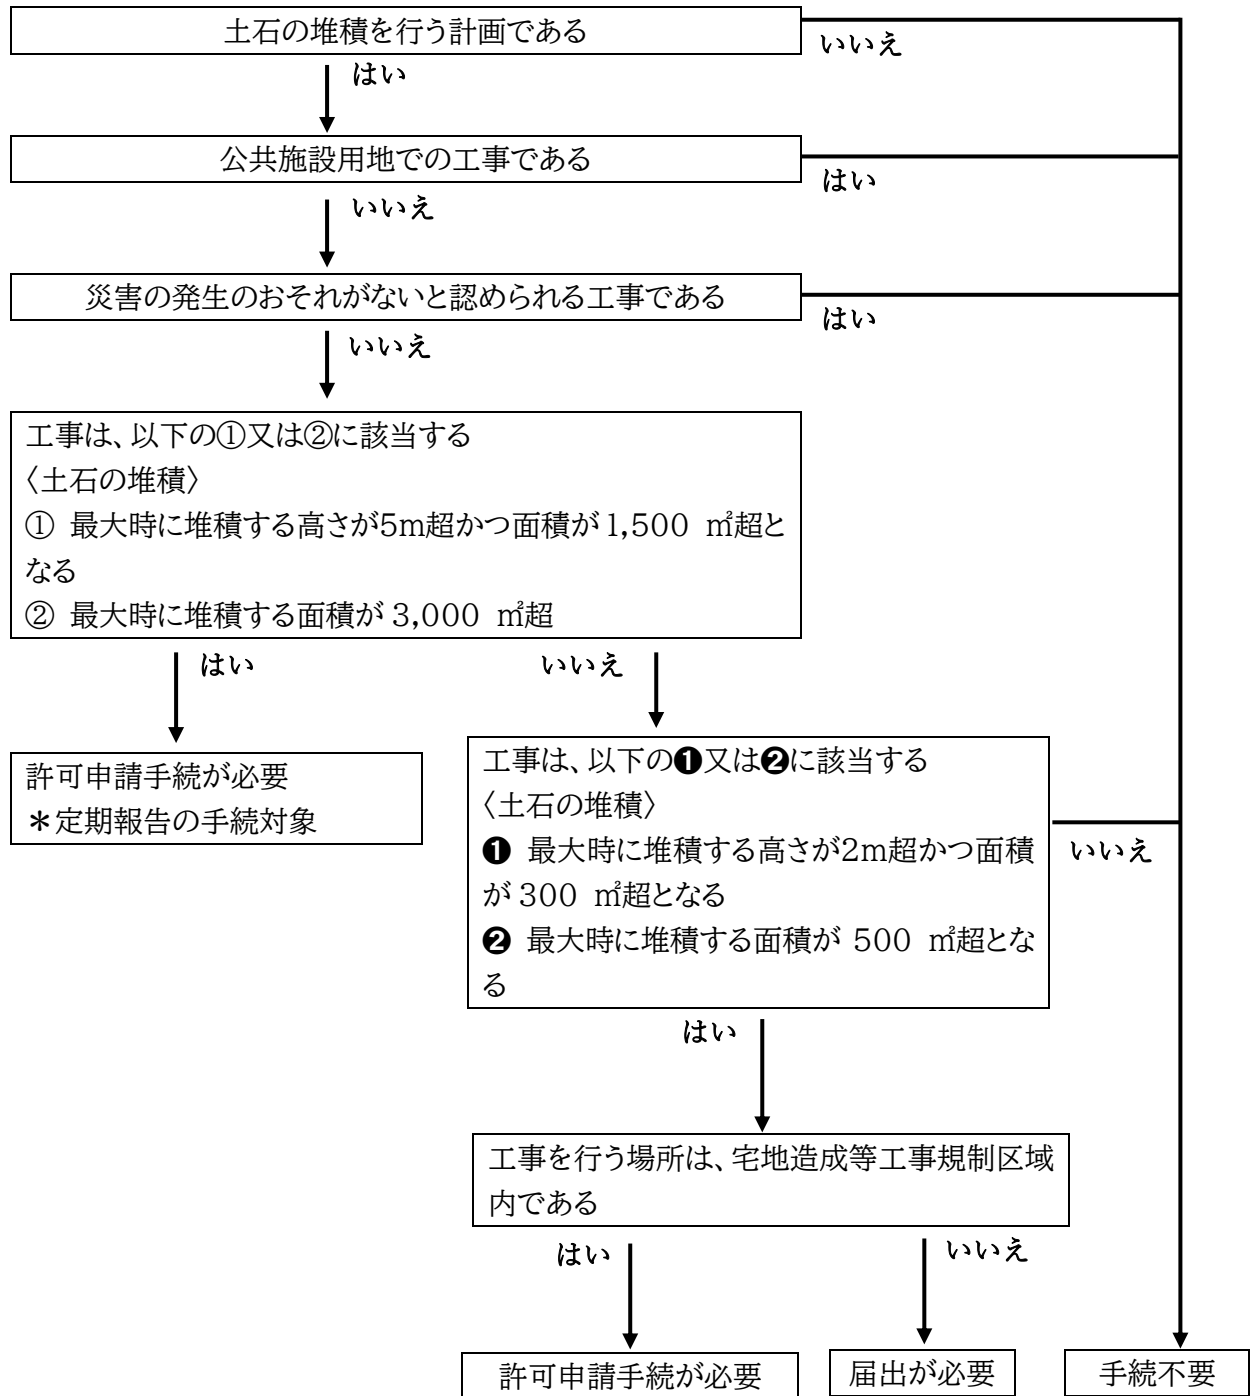 土石の堆積を行う計画である
いいえ
はい
公共施設用地での工事である
はい
いいえ
災害の発生のおそれがないと認められる工事である
はい
いいえ
工事は、以下の①又は②に該当する
〈土石の堆積〉
① 最大時に堆積する高さが5m超かつ面積が1,500 ㎡超と
なる
② 最大時に堆積する面積が3,000 ㎡超
はい
いいえ
許可申請手続が必要
＊定期報告の手続対象
工事は、以下の❶又は❷に該当する
〈土石の堆積〉
❶ 最大時に堆積する高さが2m超かつ面積
が300 ㎡超となる
❷ 最大時に堆積する面積が 500 ㎡超とな
る
いいえ
はい
工事を行う場所は、宅地造成等工事規制区域
内である
はい
いいえ
許可申請手続が必要
届出が必要
手続不要